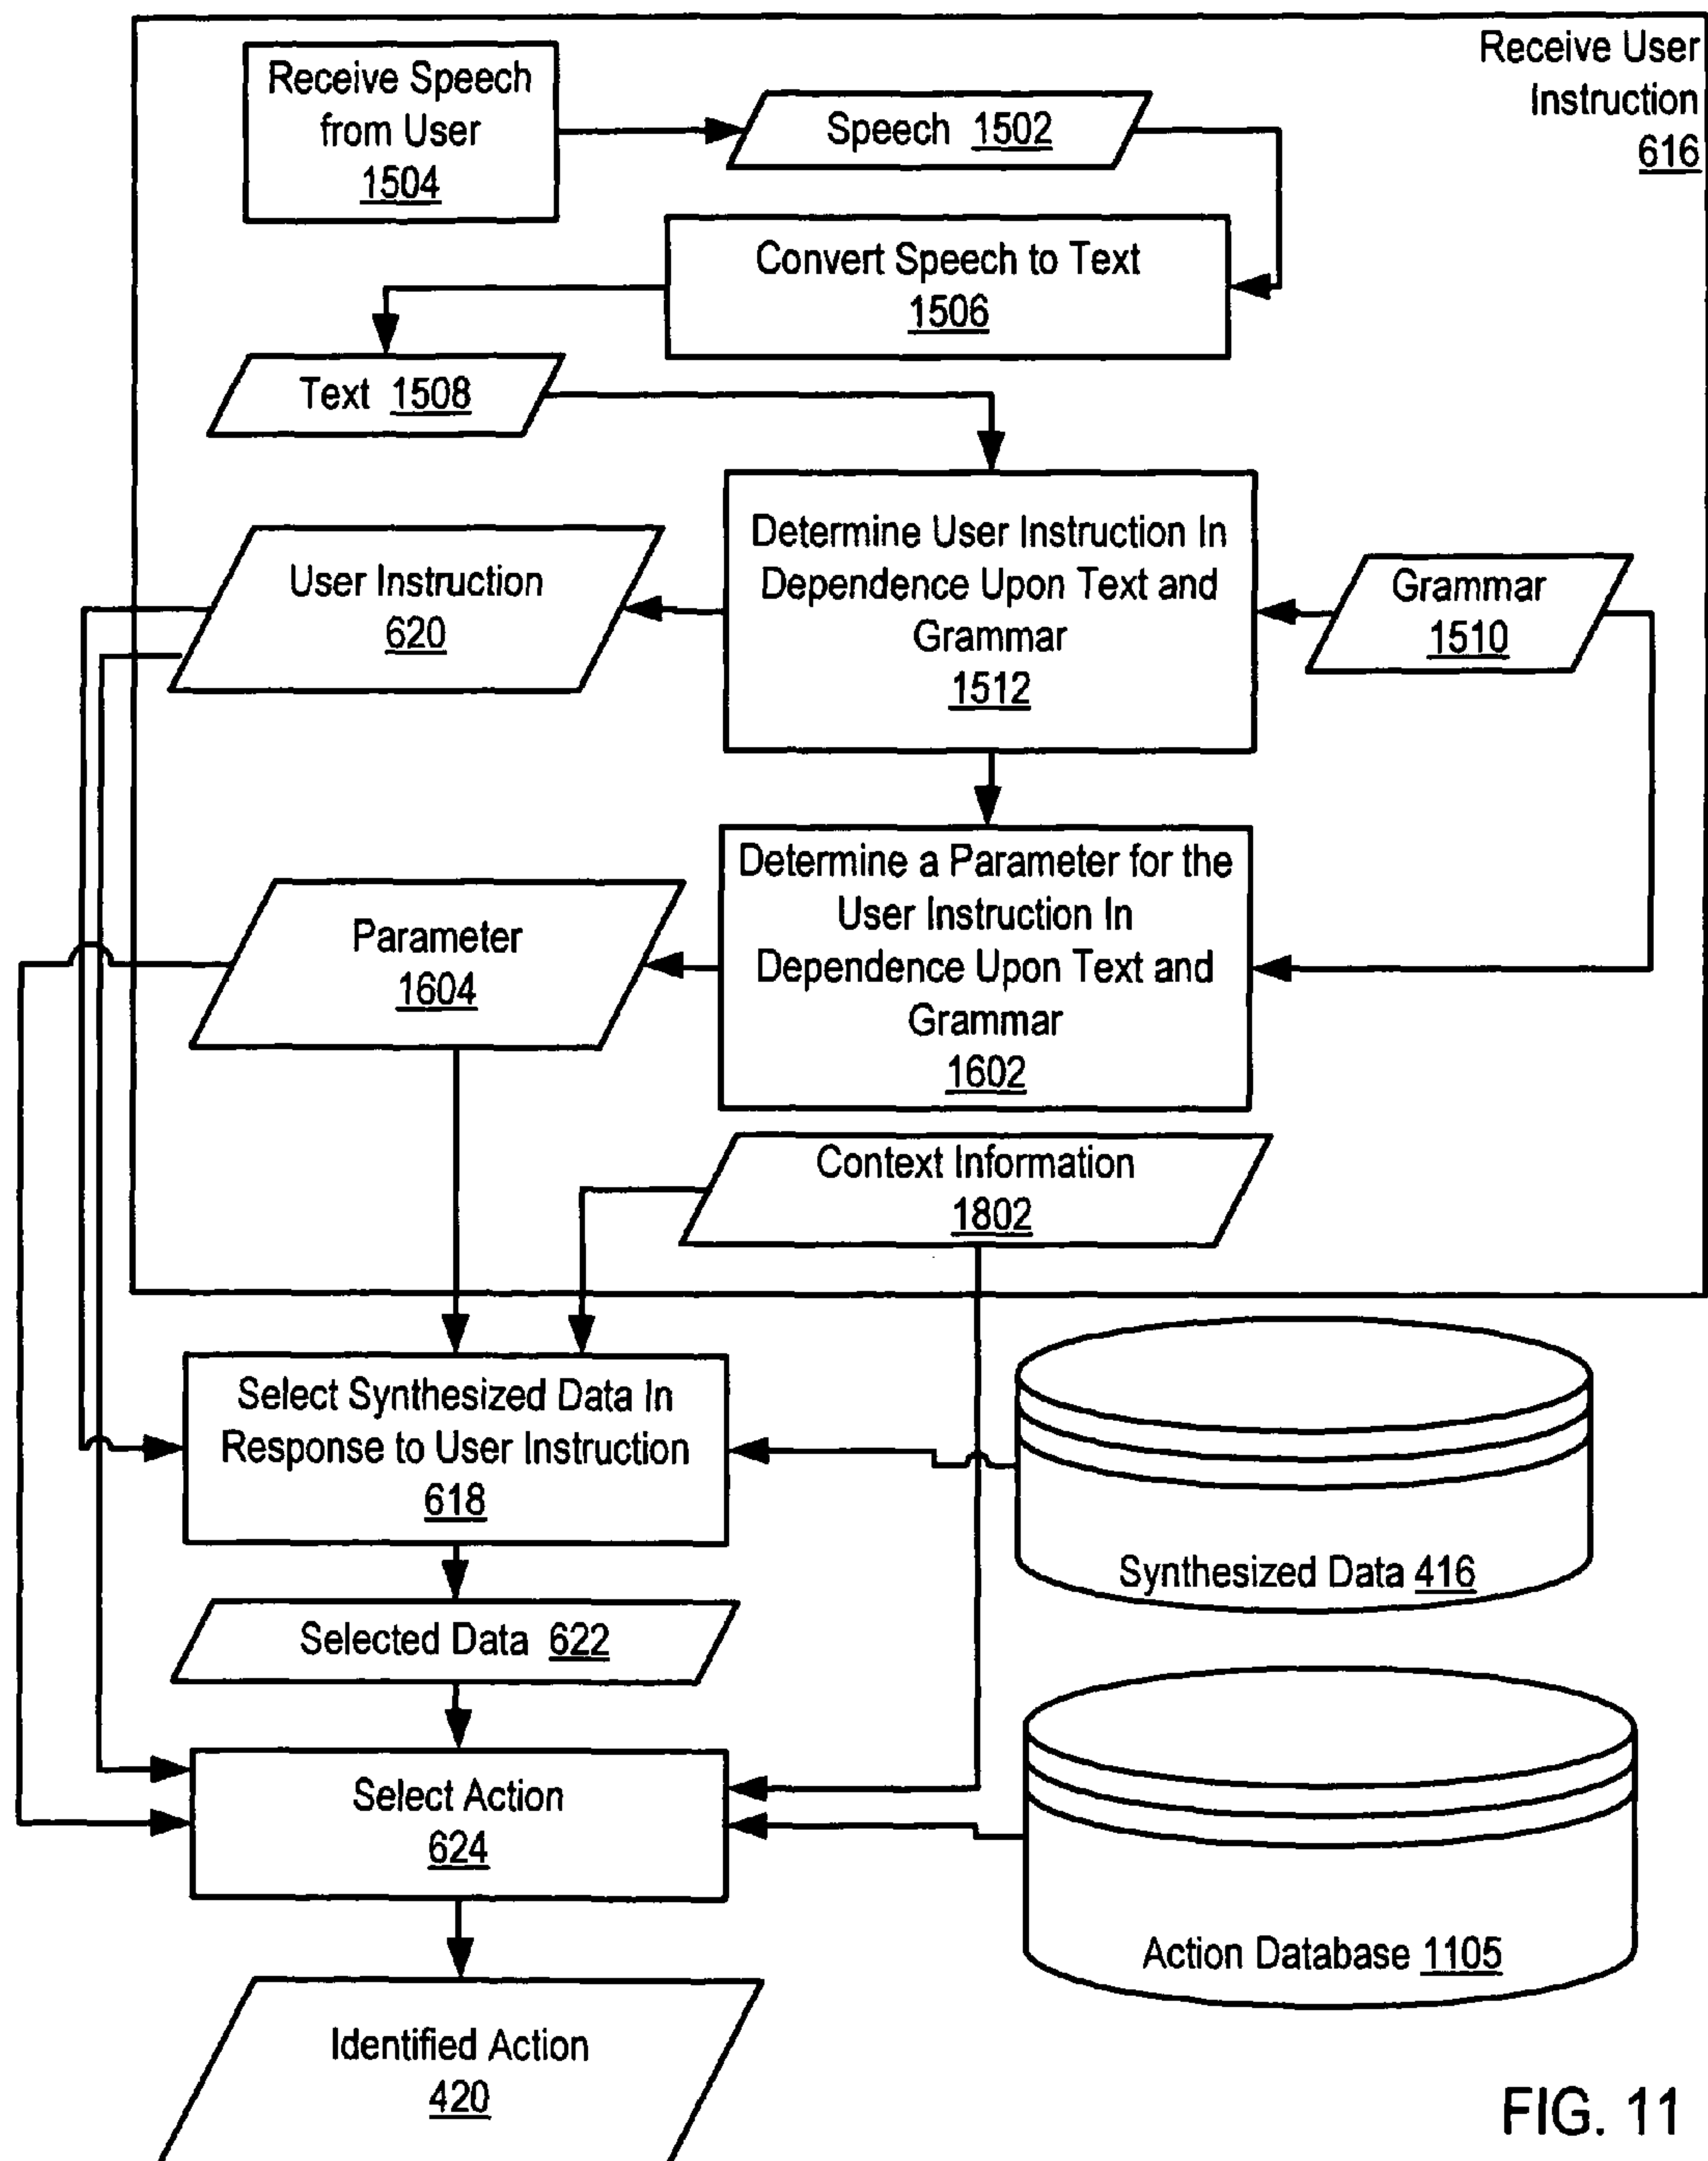 Receive User
Instruction
616
Receive Speech
from User
1504
Speech 1502
Convert Speech to Text
1506
Text 1508
Determine User Instruction In
Dependence Upon Text and
Grammar
1512
User Instruction
620
Grammar
1510
Determine a Parameter for the
User Instruction In
Dependence Upon Text and
Grammar
1602
Parameter
1604
Context Information
1802
Select Synthesized Data In
Response to User Instruction
618
Synthesized Data 416
Selected Data 622
Select Action
624
Action Database 1105
Identified Action
420
FIG. 11